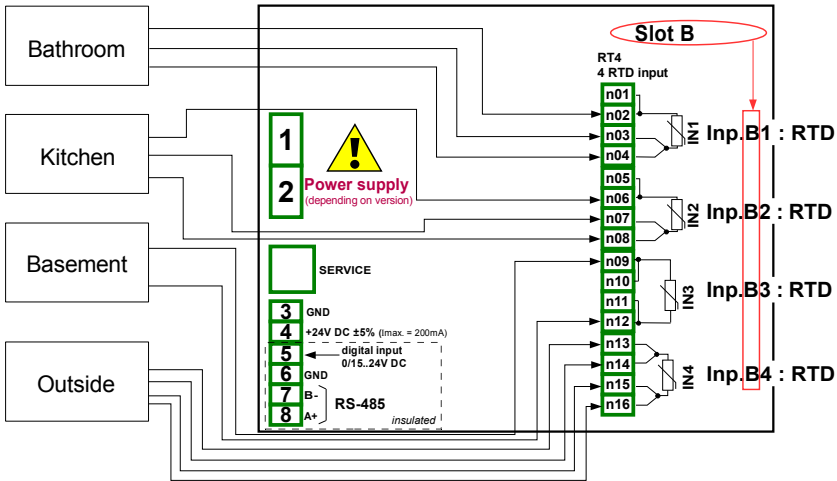 Bathroom
Kitchen
Basement
Outside
1
2
Power supply
(depending on version)
SERVICE
3 GND
4 +24V DC ±5% (Imax. = 200mA)
5 digital input
0/15..24V DC
6 GND
7 B-
RS-485
8 A+
insulated
Slot B
RT4
4 RTD input
n01
n02
n03
n04
n05
n06
n07
n08
n09
n10
n11
n12
n13
n14
n15
n16
IN1
IN2
IN3
IN4
Inp.B1 : RTD
Inp.B2 : RTD
Inp.B3 : RTD
Inp.B4 : RTD